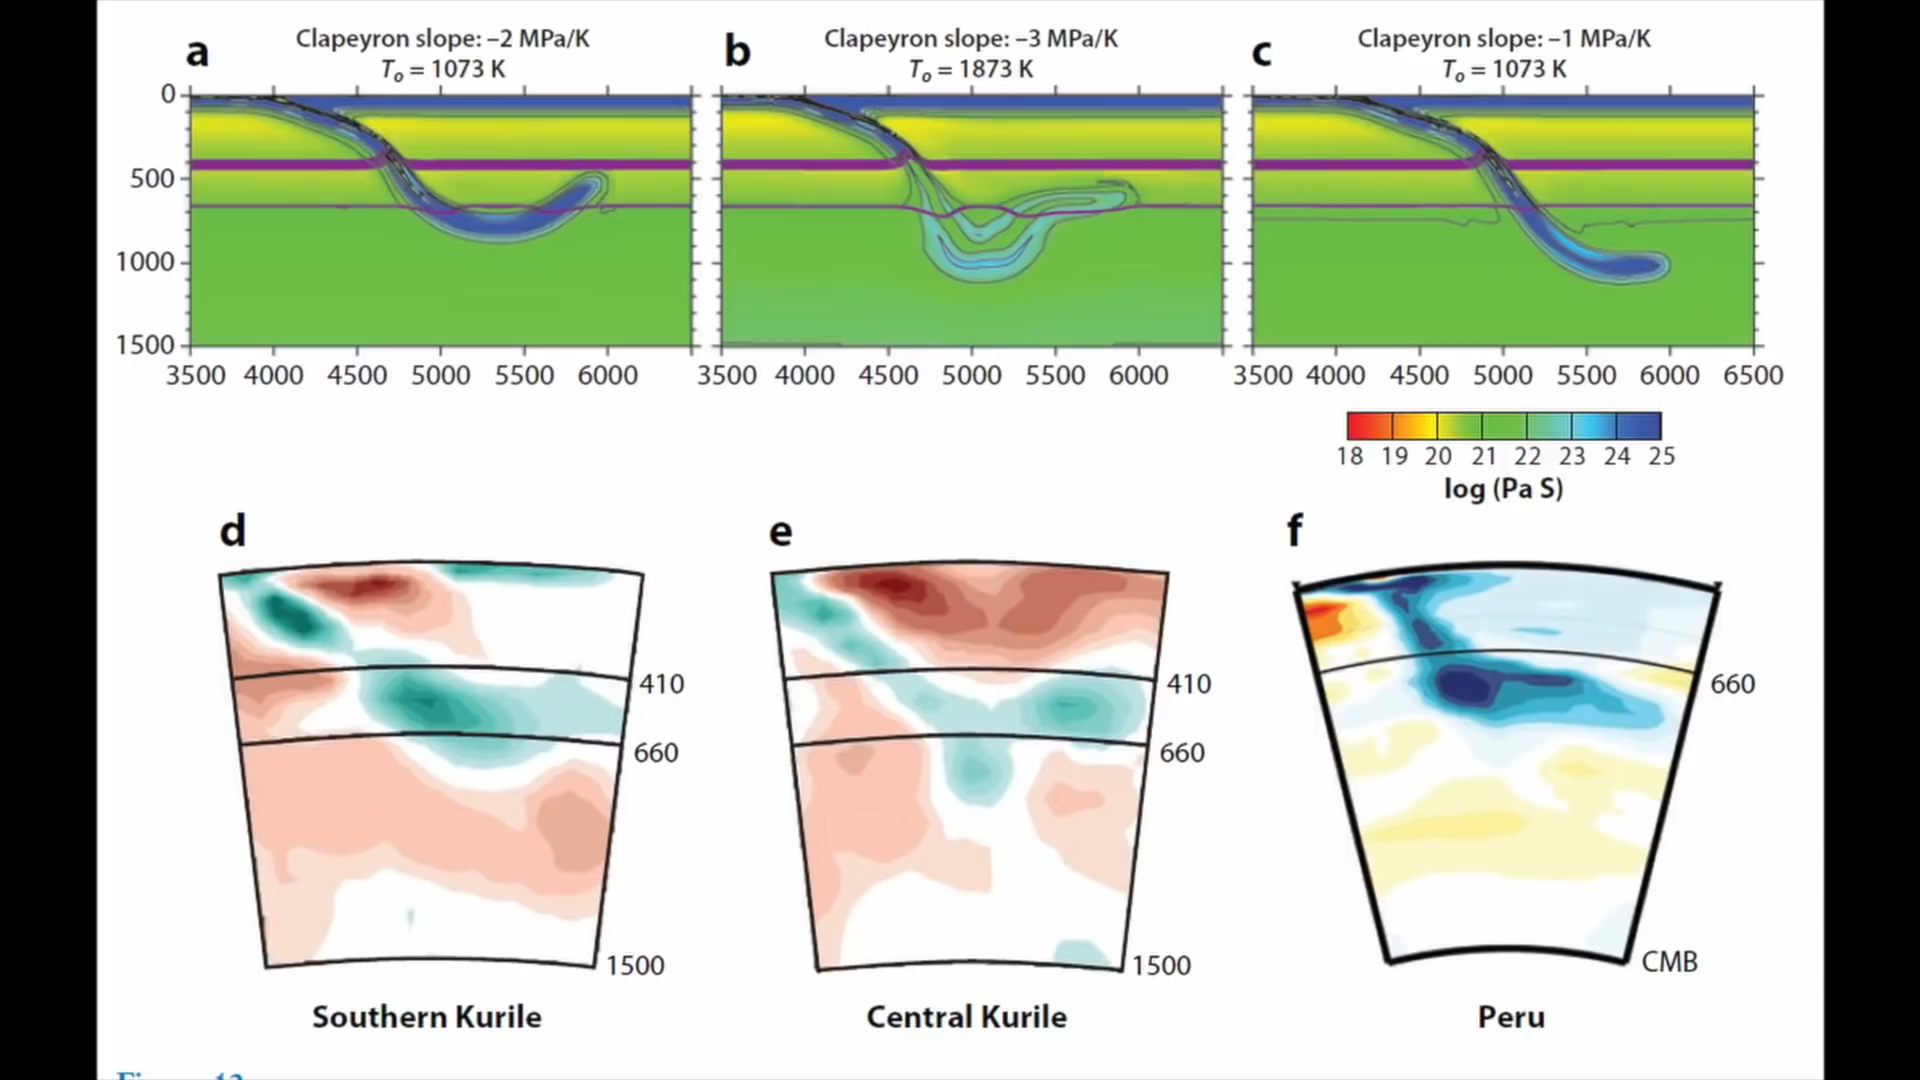 a
Clapeyron slope: –2 MPa/K
T₀ = 1073 K
b
Clapeyron slope: –3 MPa/K
T₀ = 1873 K
c
Clapeyron slope: –1 MPa/K
T₀ = 1073 K
0
500
1000
1500
3500 4000 4500 5000 5500 6000
3500 4000 4500 5000 5500 6000
3500 4000 4500 5000 5500 6000 6500
18 19 20 21 22 23 24 25
log (Pa S)
d
410
660
1500
Southern Kurile
e
410
660
1500
Central Kurile
f
660
CMB
Peru